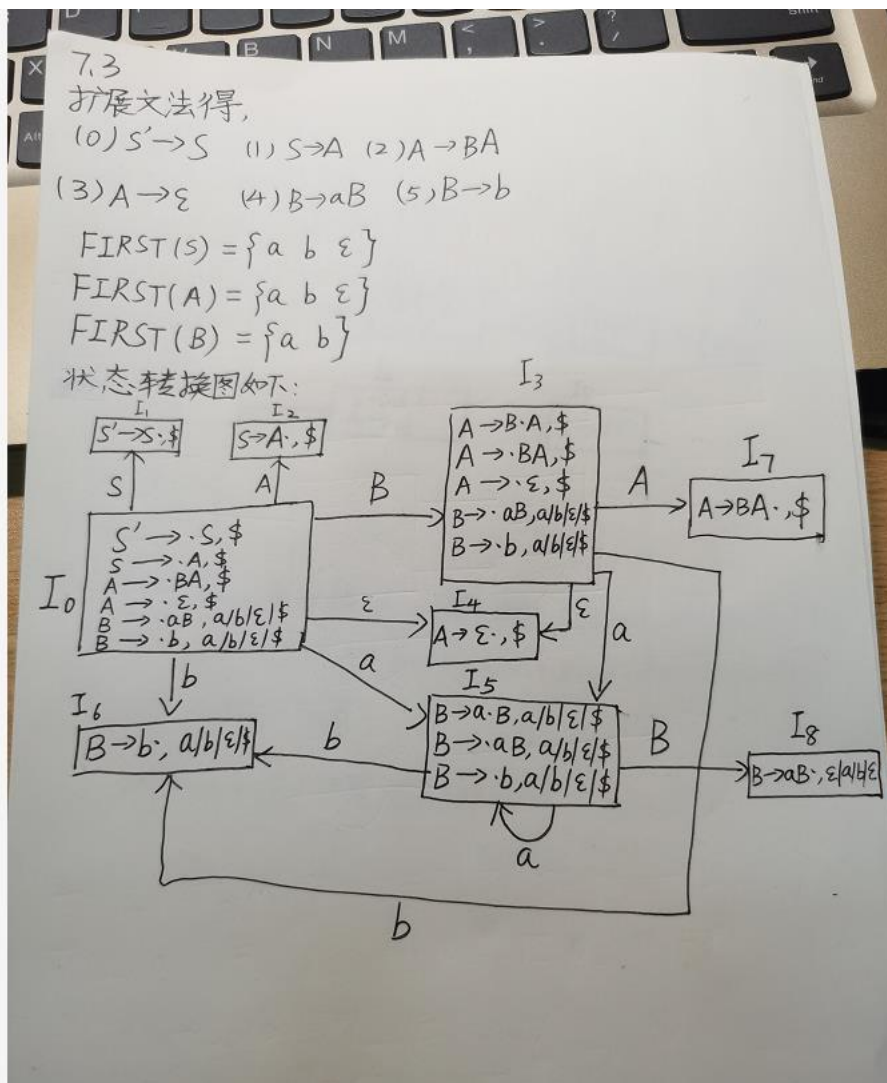 7.3
扩展文法得,
(0) S'→S (1) S→A (2) A→BA
(3) A→ε (4) B→aB (5) B→b
FIRST(S) = {a b ε}
FIRST(A) = {a b ε}
FIRST(B) = {a b}
状态转换图如下:
I1
S'→S·,$
I2
S→A·,$
I3
A→B·A,$
A→·BA,$
A→·ε,$
B→·aB,a/b/ε/$
B→·b,a/b/ε/$
S
A
B
A
I7
A→BA·,$
I0
S'→·S,$
S→·A,$
A→·BA,$
A→·ε,$
B→·aB,a/b/ε/$
B→·b,a/b/ε/$
ε
I4
A→ε·,$
ε
a
a
b
I6
B→b·,a/b/ε/$
b
I5
B→a·B,a/b/ε/$
B→·aB,a/b/ε/$
B→·b,a/b/ε/$
B
I8
B→aB·,ε/a/b/ε
a
b
D
B
N
M
<
,
>
.
?
/
Shift
X
Alt